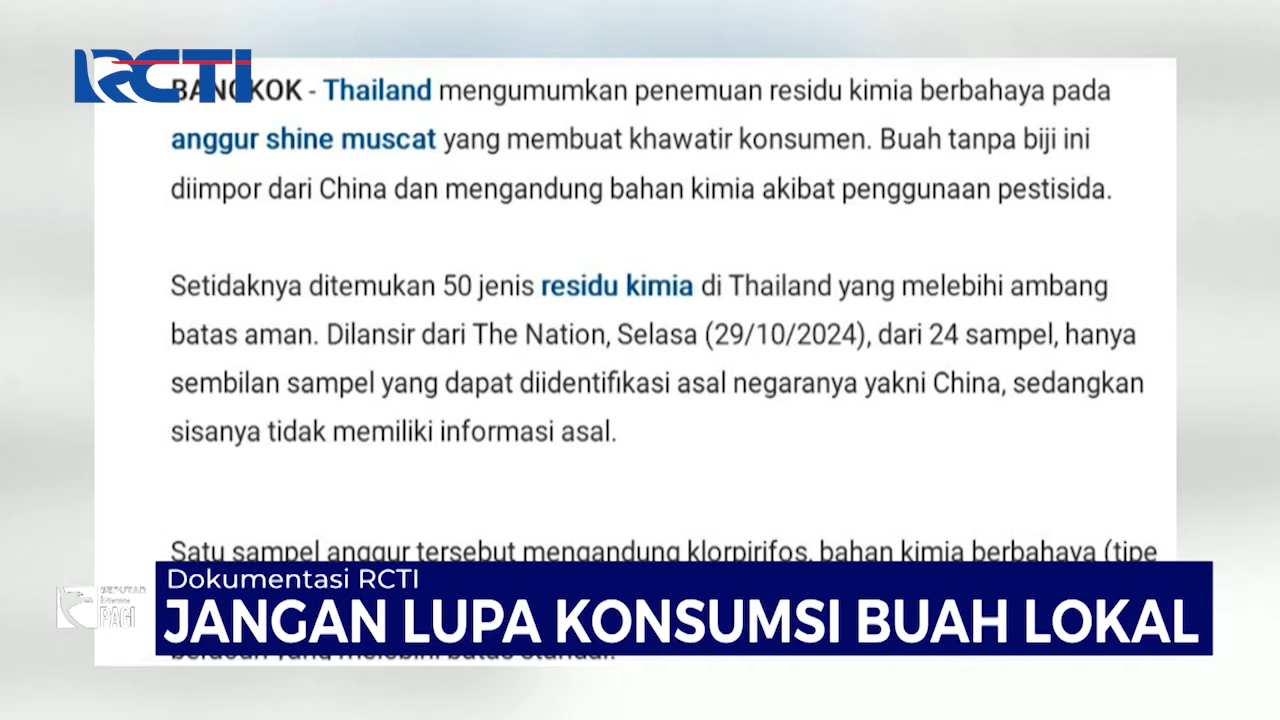 RCTI
BANGKOK - Thailand mengumumkan penemuan residu kimia berbahaya pada
anggur shine muscat yang membuat khawatir konsumen. Buah tanpa biji ini
diimpor dari China dan mengandung bahan kimia akibat penggunaan pestisida.
Setidaknya ditemukan 50 jenis residu kimia di Thailand yang melebihi ambang
batas aman. Dilansir dari The Nation, Selasa (29/10/2024), dari 24 sampel, hanya
sembilan sampel yang dapat diidentifikasi asal negaranya yakni China, sedangkan
sisanya tidak memiliki informasi asal.
Satu sampel anggur tersebut mengandung klorpirifos, bahan kimia berbahaya (tipe
Dokumentasi RCTI
JANGAN LUPA KONSUMSI BUAH LOKAL
SEPUTAR
iNews
PAGI